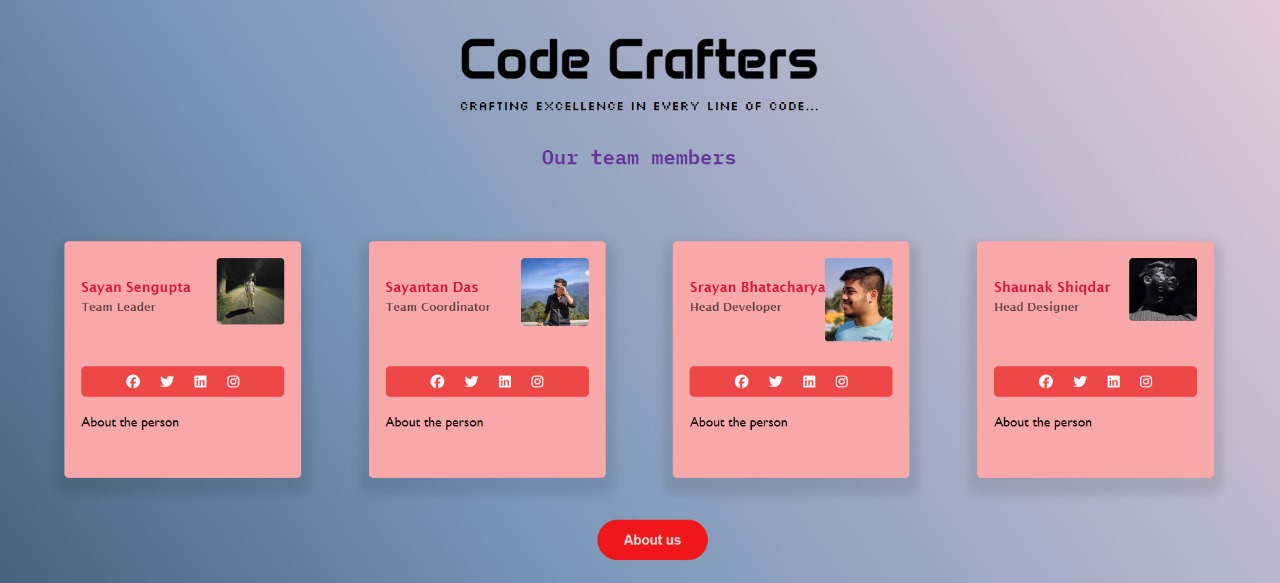 Code Crafters
CRAFTING EXCELLENCE IN EVERY LINE OF CODE...
Our team members
Sayan Sengupta
Team Leader
About the person
Sayantan Das
Team Coordinator
About the person
Srayan Bhatacharya
Head Developer
About the person
Shaunak Shiqdar
Head Designer
About the person
About us